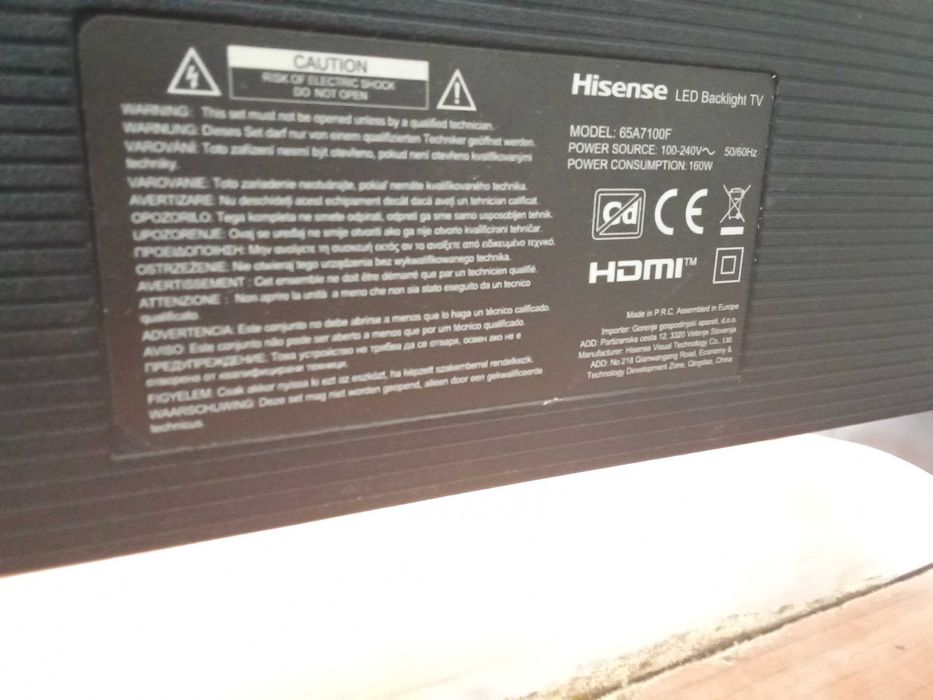 CAUTION
RISK OF ELECTRIC SHOCK
DO NOT OPEN
WARNING: This set must not be opened unless by a qualified technician.
WARNUNG: Dieses Set darf nur von einem qualifizierten Techniker geöffnet werden.
VAROVÁNÍ: Toto zařízení nesmí být otevřeno, pokud není otevřeno kvalifikovanými
techniky.
VAROVANIE: Toto zariadenie neotvárajte, pokiaľ nemáte kvalifikovaného technika.
AVERTIZARE: Nu deschideţi acest echipament decât dacă aveţi un tehnician calificat.
OPOZORILO: Tega kompleta ne smete odpirati, odpreti ga sme samo usposobljen tehnik.
UPOZORENJE: Ovaj se uređaj ne smije otvoriti ako ga nije otvorio kvalificirani tehničar.
ΠΡΟΕΙΔΟΠΟΙΗΣΗ: Μην ανοίγετε τη συσκευή εκτός αν το ανοίξετε από ειδικευμένο τεχνικό.
OSTRZEŻENIE: Nie otwieraj tego urządzenia bez wykwalifikowanego technika.
AVERTISSEMENT: Cet ensemble ne doit être démarré que par un technicien qualifié.
ATTENZIONE: Non aprire la unità a meno che non sia stato eseguito da un tecnico
qualificato.
ADVERTENCIA: Este conjunto no debe abrirse a menos que lo haga un técnico calificado.
AVISO: Este conjunto não pode ser aberto a menos que por um técnico qualificado.
ПРЕДУПРЕЖДЕНИЕ: Това устройство не трябва да се отваря, освен ако не е
отворено от квалифициран техник.
FIGYELEM: Csak akkor nyissa ki ezt az eszközt, ha képzett szakemberrel rendelkezik.
WAARSCHUWING: Deze set mag niet worden geopend, alleen door een gekwalificeerde
technicus.
Hisense LED Backlight TV
MODEL: 65A7100F
POWER SOURCE: 100-240V~ 50/60Hz
POWER CONSUMPTION: 160W
Cd CE
HDMI™
Made in P.R.C, Assembled in Europe
Importer: Gorenje gospodinjski aparati, d.o.o.
ADD: Partizanska cesta 12, 3320 Velenje Slovenija
Manufacturer: Hisense Visual Technology Co., Ltd.
ADD: No.218 Qianwangang Road, Economy &
Technology Development Zone, Qingdao, China